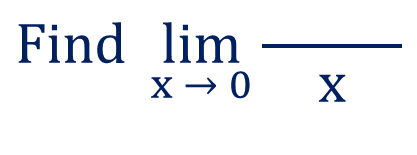 Find lim
x → 0 x